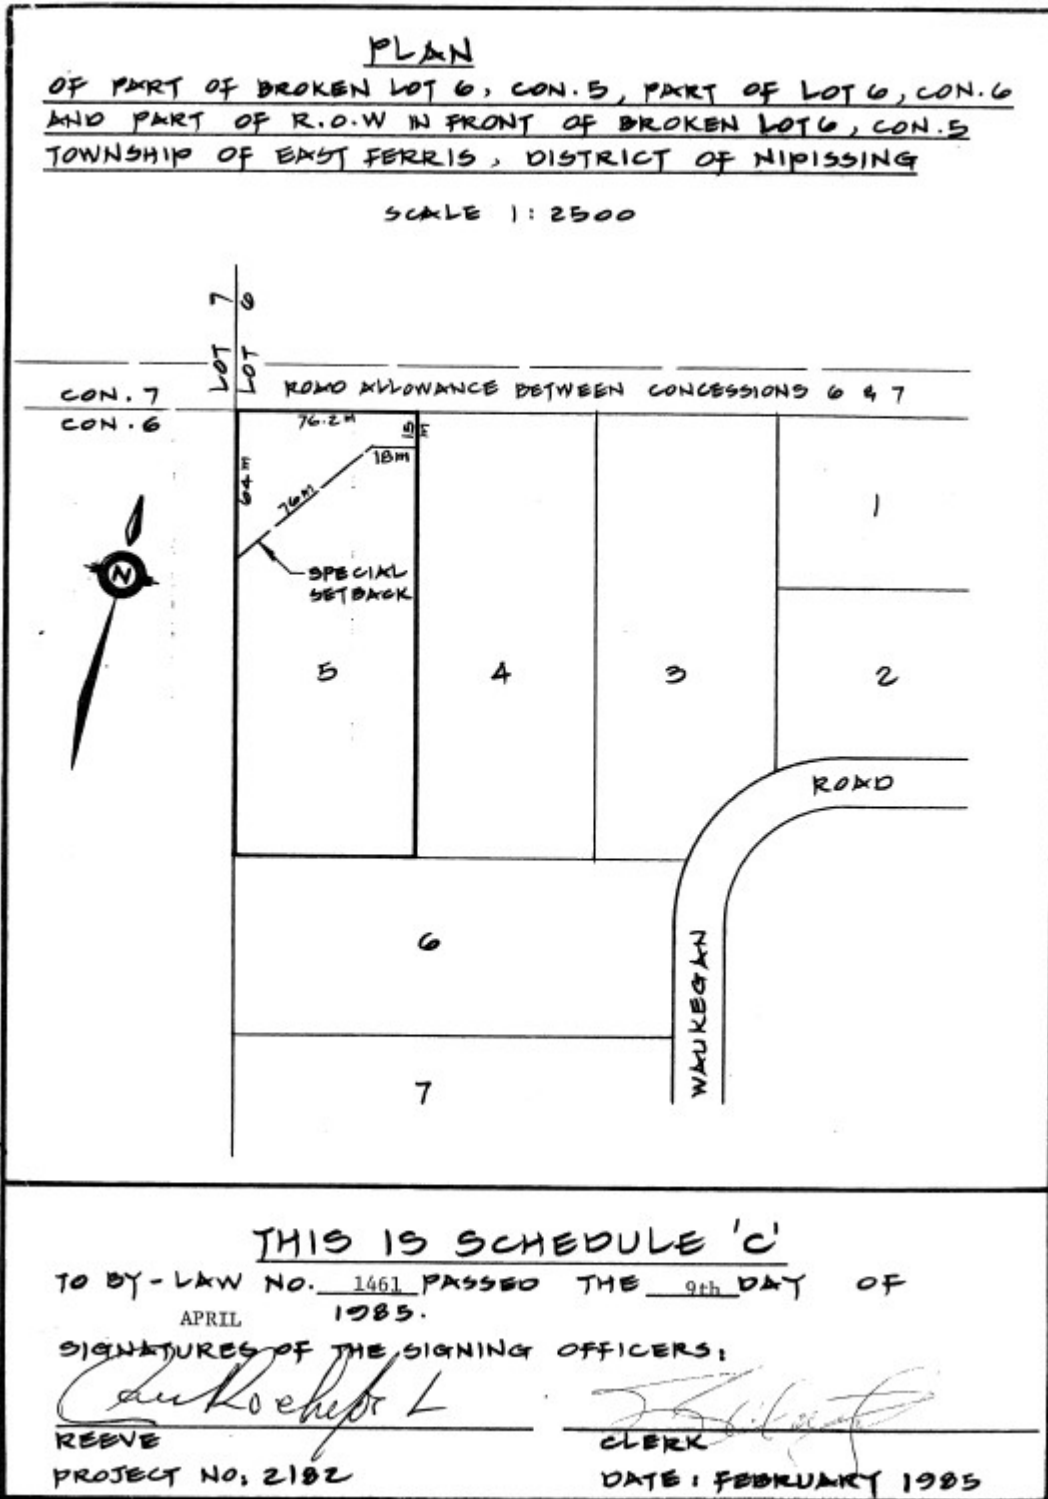 PLAN
OF PART OF BROKEN LOT 6, CON. 5, PART OF LOT 6, CON. 6
AND PART OF R.O.W IN FRONT OF BROKEN LOT 6, CON. 5
TOWNSHIP OF EAST FERRIS, DISTRICT OF NIPISSING
SCALE 1 : 2500
LOT 7
LOT 6
CON. 7
ROAD ALLOWANCE BETWEEN CONCESSIONS 6 & 7
CON. 6
76.2 M
15 M
18m
64 m
76 m
1
N
SPECIAL
SETBACK
5
4
3
2
ROAD
6
WAUKEGAN
7
THIS IS SCHEDULE 'C'
TO BY-LAW NO. 1461 PASSED THE 9th DAY OF
APRIL 1985.
SIGNATURES OF THE SIGNING OFFICERS:
REEVE
CLERK
PROJECT NO: 2182
DATE: FEBRUARY 1985